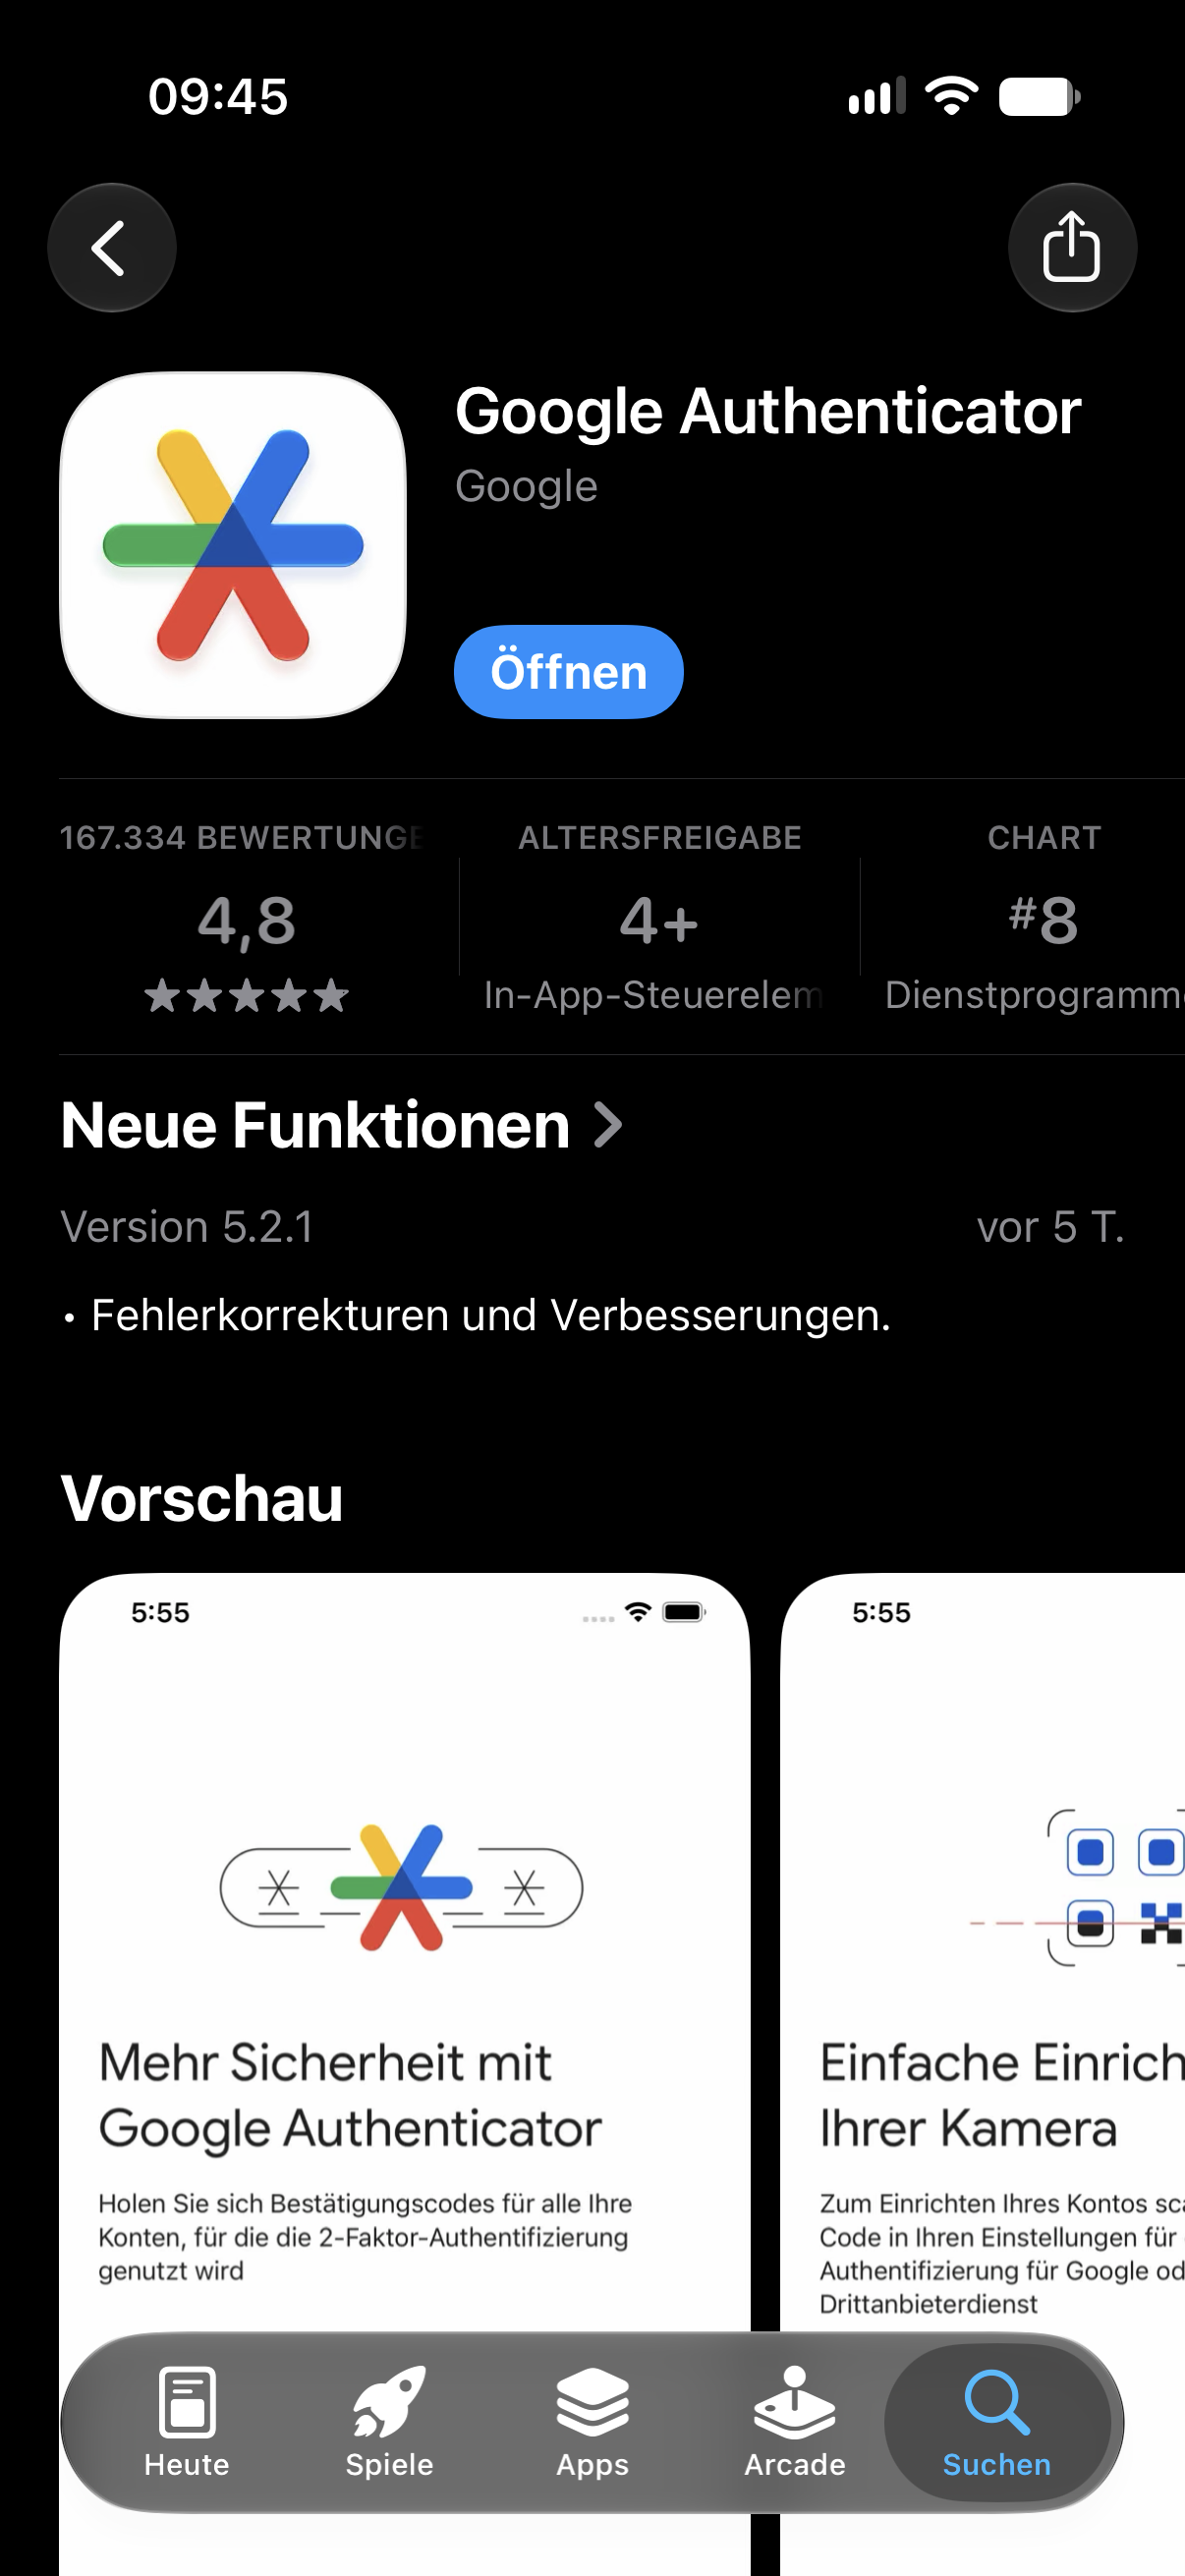 09:45
Google Authenticator
Google
Öffnen
167.334 BEWERTUNGE
4,8
ALTERSFREIGABE
4+
In-App-Steuerelem
CHART
#8
Dienstprogramme
Neue Funktionen
Version 5.2.1
vor 5 T.
• Fehlerkorrekturen und Verbesserungen.
Vorschau
5:55
Mehr Sicherheit mit
Google Authenticator
Holen Sie sich Bestätigungscodes für alle Ihre
Konten, für die die 2-Faktor-Authentifizierung
genutzt wird
5:55
Einfache Einrich
Ihrer Kamera
Zum Einrichten Ihres Kontos sca
Code in Ihren Einstellungen für
Authentifizierung für Google od
Drittanbieterdienst
Heute
Spiele
Apps
Arcade
Suchen